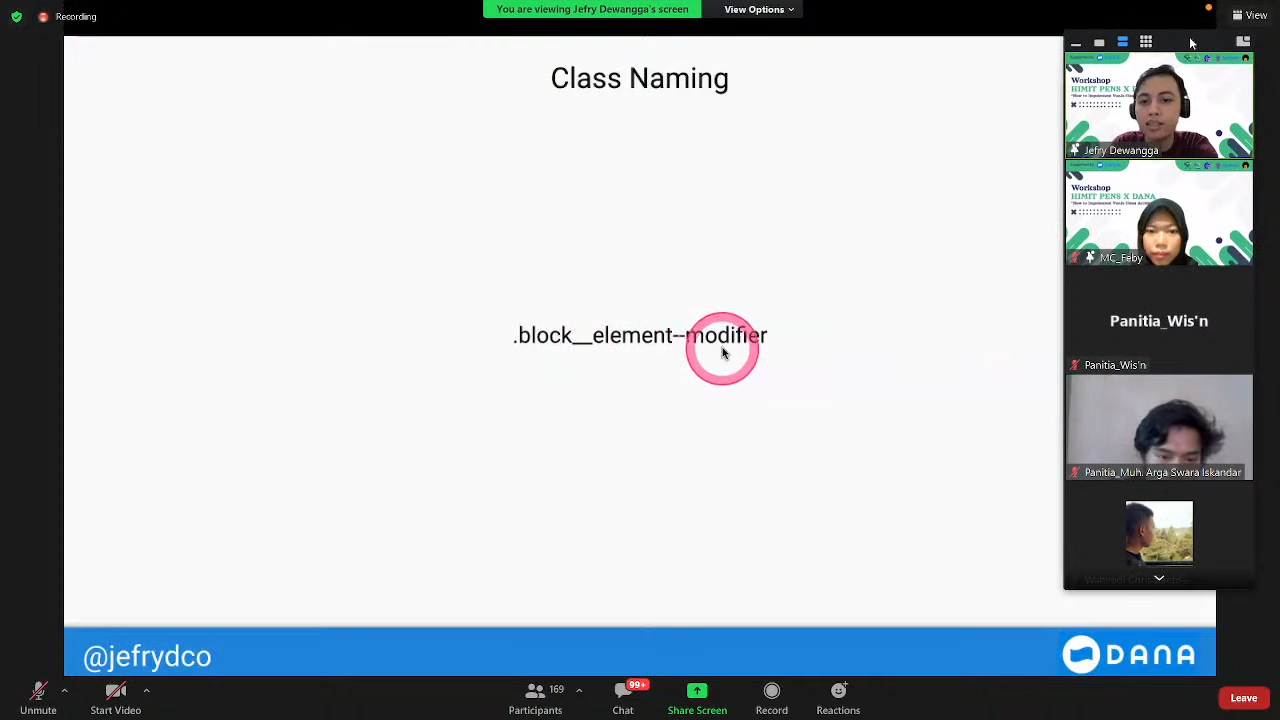 Recording
You are viewing Jefry Dewangga's screen
View Options
View
Class Naming
.block__element--modifier
@jefrydco
DANA
Workshop
HIMIT PENS X
Jefry Dewangga
Workshop
HIMIT PENS X DANA
MC_Feby
Panitia_Wis'n
Panitia_Wis'n
Panitia_Muh. Arga Swara Iskandar
Unmute
Start Video
169
Participants
99+
Chat
Share Screen
Record
Reactions
Leave